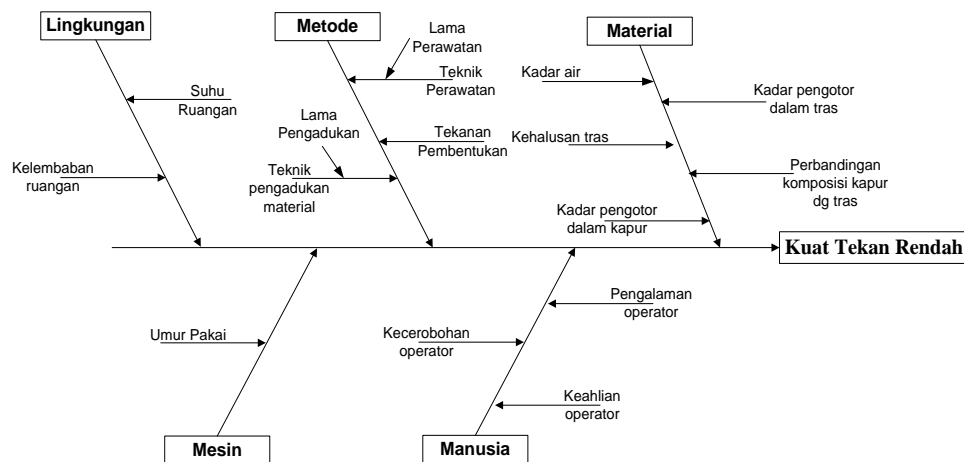 Lingkungan
Metode
Material
Lama
Perawatan
Teknik
Perawatan
Kadar air
Kadar pengotor
dalam tras
Suhu
Ruangan
Lama
Pengadukan
Tekanan
Pembentukan
Kehalusan tras
Kelembaban
ruangan
Teknik
pengadukan
material
Perbandingan
komposisi kapur
dg tras
Kadar pengotor
dalam kapur
Kuat Tekan Rendah
Pengalaman
operator
Umur Pakai
Kecerobohan
operator
Keahlian
operator
Mesin
Manusia